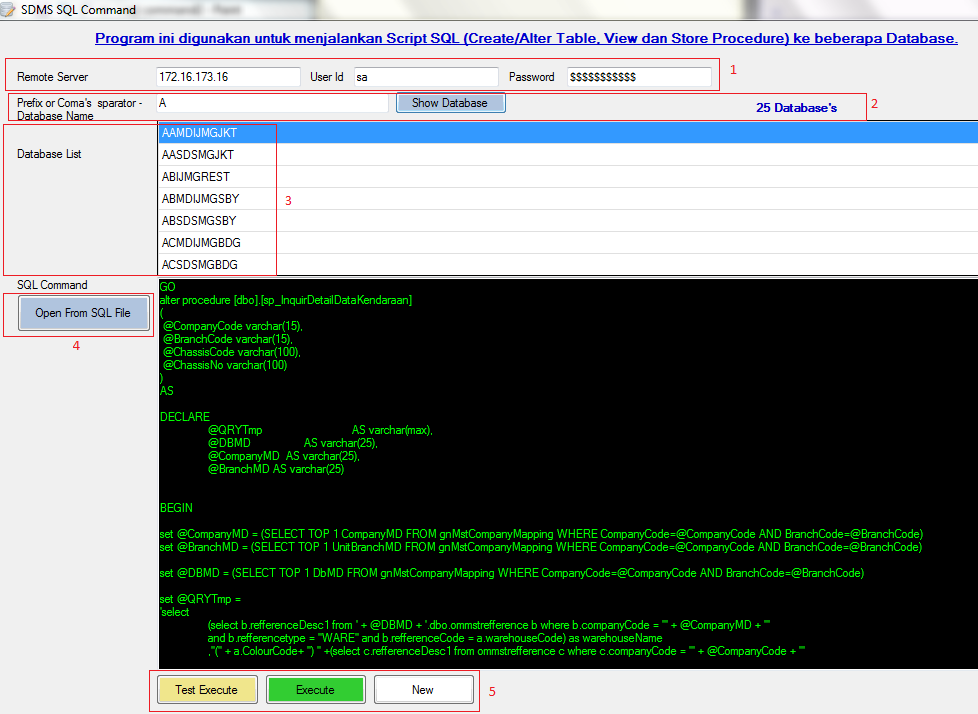 SDMS SQL Command
Program ini digunakan untuk menjalankan Script SQL (Create/Alter Table, View dan Store Procedure) ke beberapa Database.
Remote Server 172.16.173.16 User Id sa Password $$$$$$$$$$$ 1
Prefix or Coma's sparator - A Show Database 25 Database's 2
Database Name
AAMDIJMGJKT
Database List AASDSMGJKT
ABIJMGREST
ABMDIJMGSBY 3
ABSDSMGSBY
ACMDIJMGBDG
ACSDSMGBDG
SQL Command
Open From SQL File
4
GO
alter procedure [dbo].[sp_InquirDetailDataKendaraan]
(
@CompanyCode varchar(15),
@BranchCode varchar(15),
@ChassisCode varchar(100),
@ChassisNo varchar(100)
)
AS
DECLARE
@QRYTmp AS varchar(max),
@DBMD AS varchar(25),
@CompanyMD AS varchar(25),
@BranchMD AS varchar(25)
BEGIN
set @CompanyMD = (SELECT TOP 1 CompanyMD FROM gnMstCompanyMapping WHERE CompanyCode=@CompanyCode AND BranchCode=@BranchCode)
set @BranchMD = (SELECT TOP 1 UnitBranchMD FROM gnMstCompanyMapping WHERE CompanyCode=@CompanyCode AND BranchCode=@BranchCode)
set @DBMD = (SELECT TOP 1 DbMD FROM gnMstCompanyMapping WHERE CompanyCode=@CompanyCode AND BranchCode=@BranchCode)
set @QRYTmp =
'select
(select b.refferenceDesc1 from ' + @DBMD + '.dbo.ommstrefference b where b.companyCode = ''' + @CompanyMD + '''
and b.refferencetype = ''WARE'' and b.refferenceCode = a.warehouseCode) as warehouseName
,''('' + a.ColourCode+ '') '' +(select c.refferenceDesc1 from ommstrefference c where c.companyCode = ''' + @CompanyCode + '''
Test Execute Execute New 5